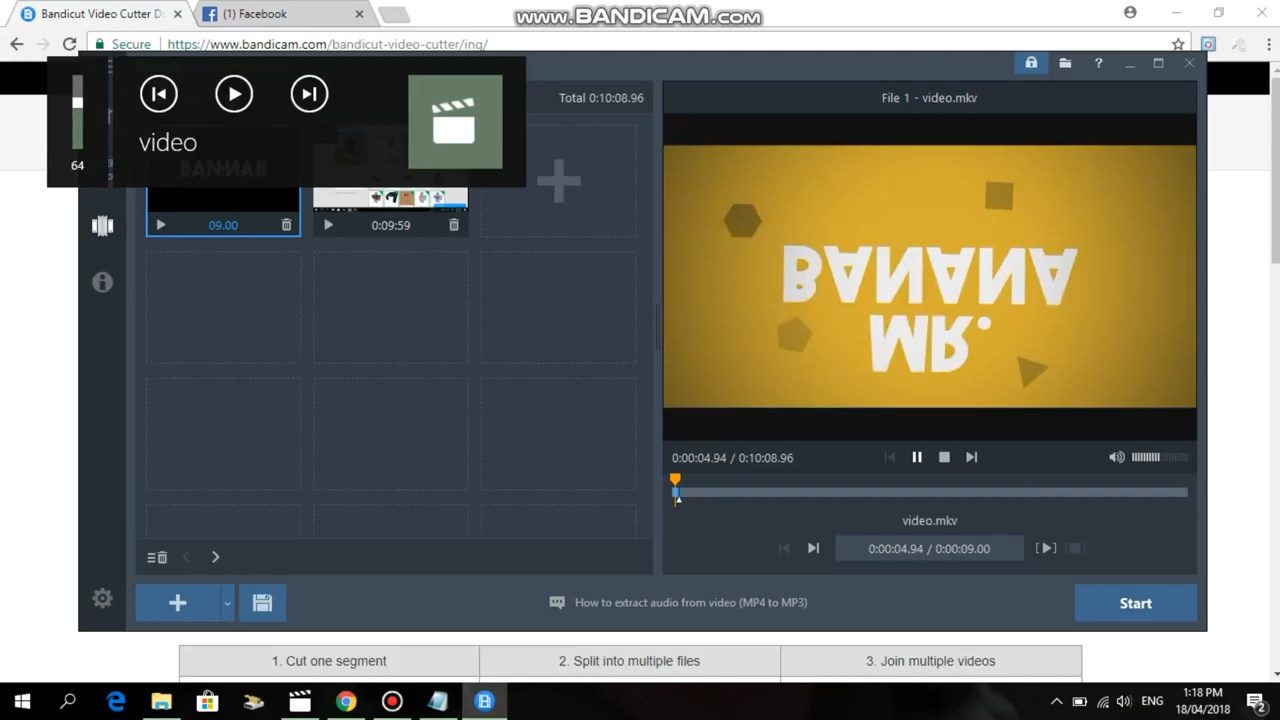 Bandicut Video Cutter D
(1) Facebook
www.BANDICAM.com
Secure
https://www.bandicam.com/bandicut-video-cutter/inq/
64
video
Total 0:10:08.96
File 1 - video.mkv
09.00
0:09:59
MR.
BANANA
0:00:04.94 / 0:10:08.96
video.mkv
0:00:04.94 / 0:00:09.00
How to extract audio from video (MP4 to MP3)
Start
1. Cut one segment
2. Split into multiple files
3. Join multiple videos
ENG
1:18 PM
18/04/2018
2